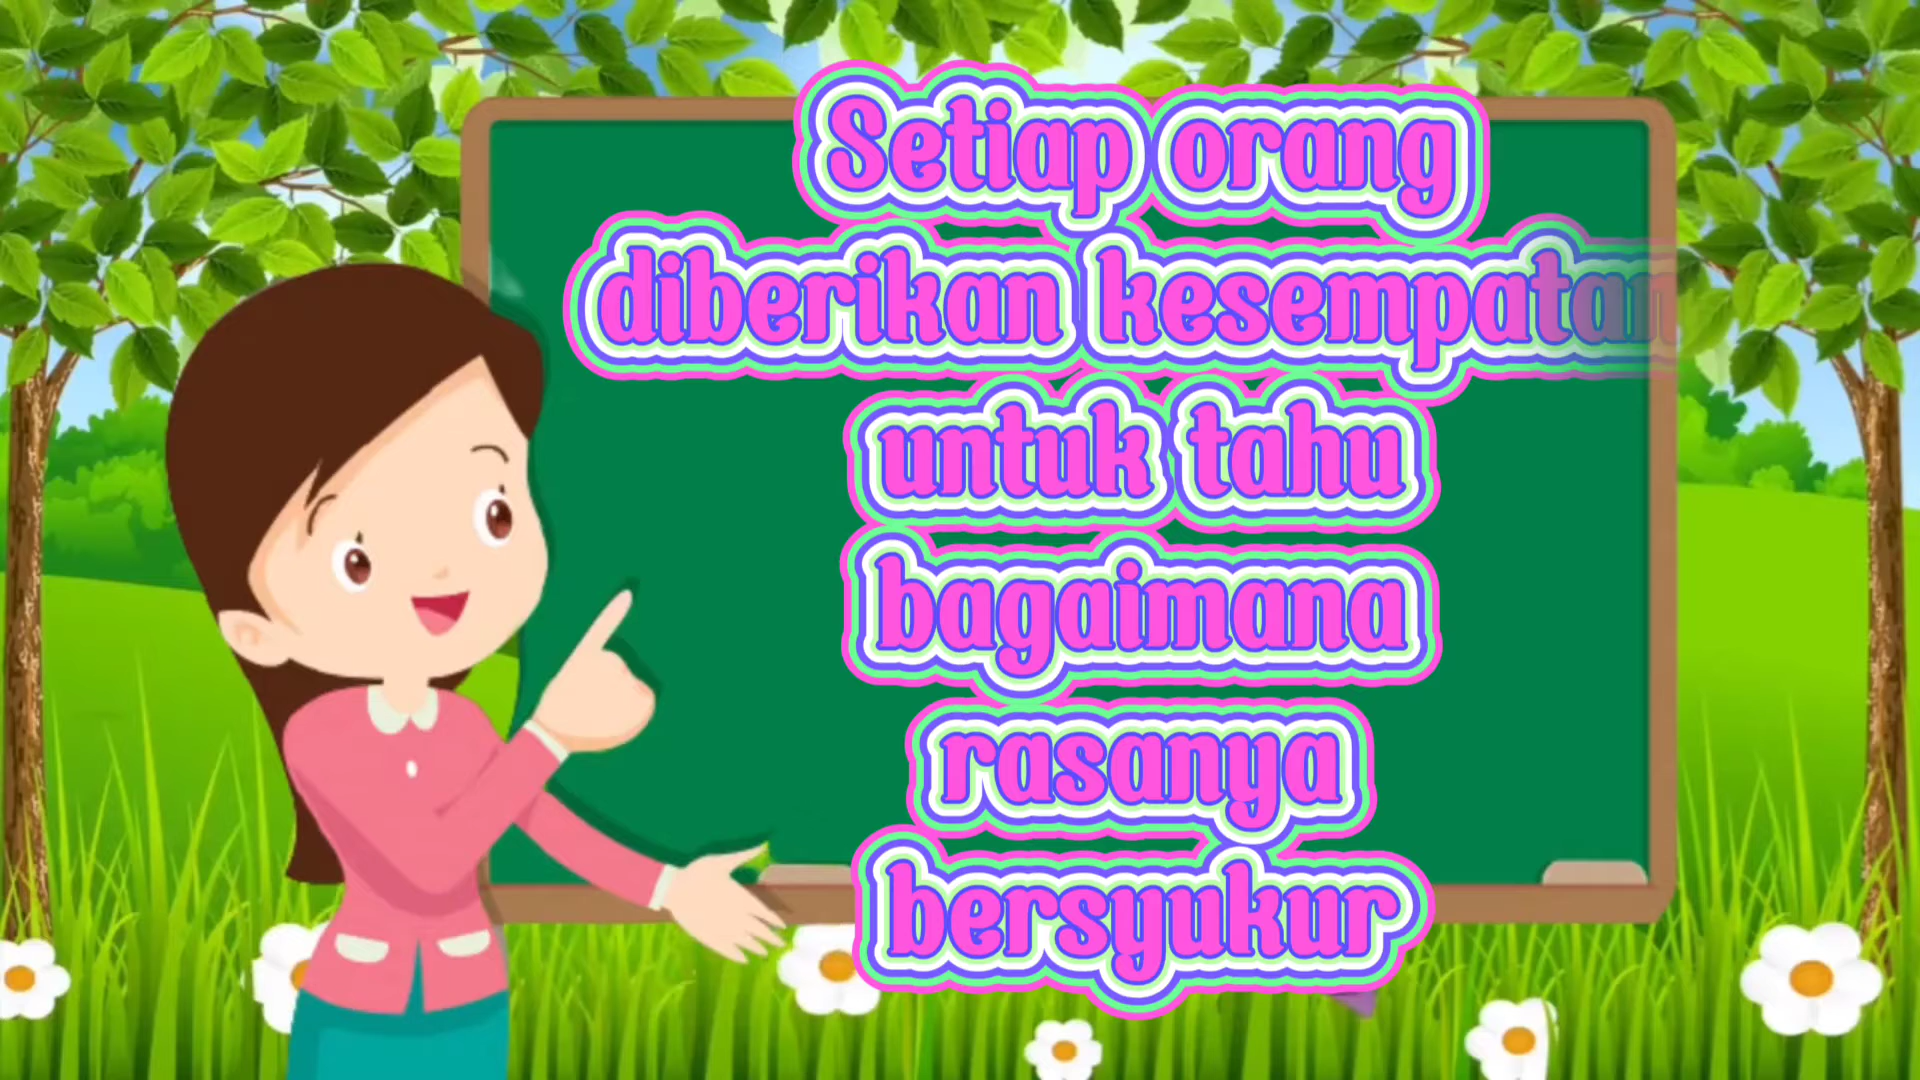 Setiap orang
diberikan kesempatan
untuk tahu
bagaimana
rasanya
bersyukur